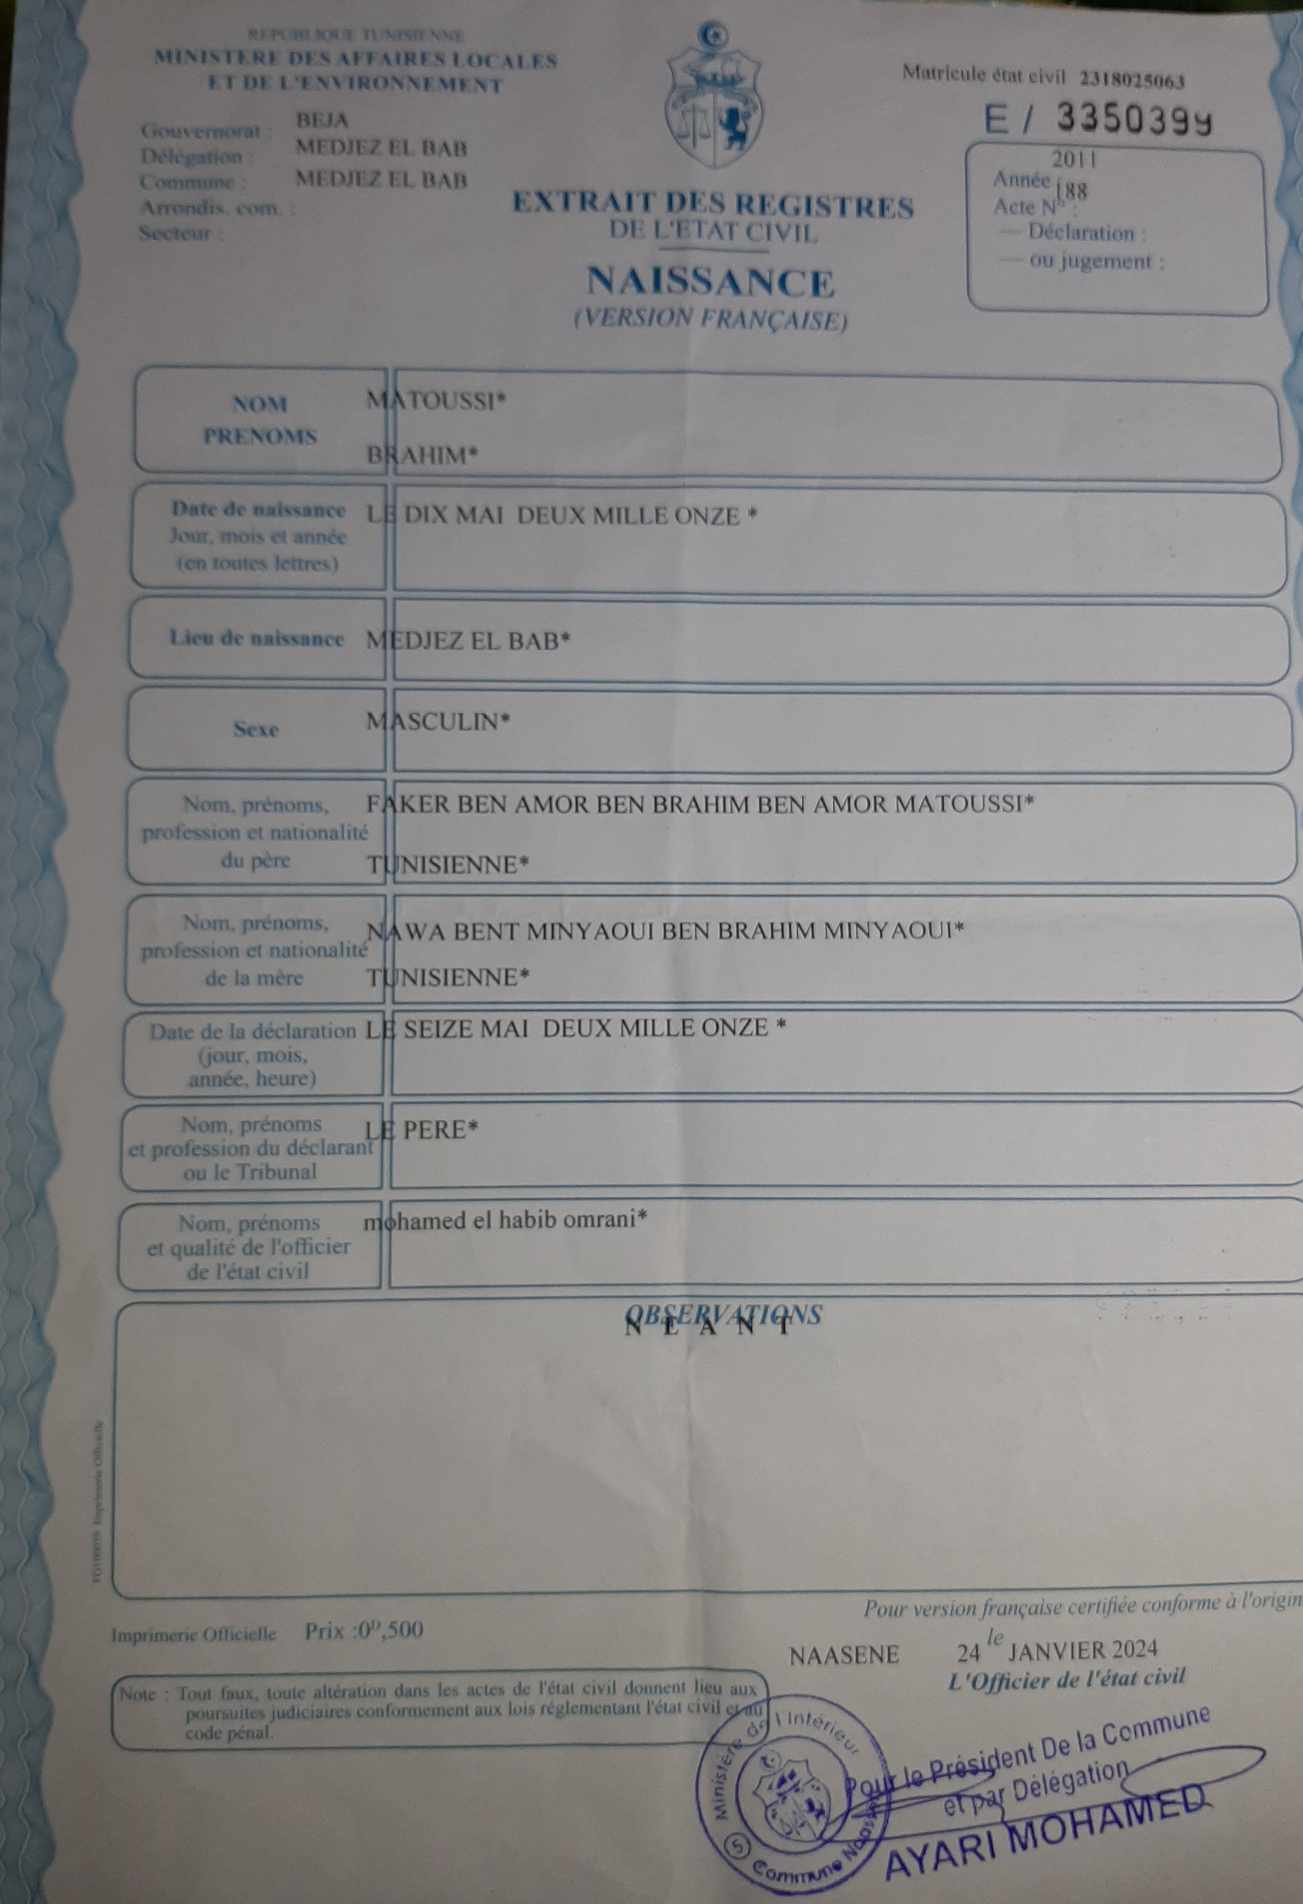 REPUBLIQUE TUNISIENNE
MINISTERE DES AFFAIRES LOCALES
ET DE L'ENVIRONNEMENT
Gouvernorat : BEJA
Délégation : MEDJEZ EL BAB
Commune : MEDJEZ EL BAB
Arrondis. com. :
Secteur :
Matricule état civil 2318025063
E / 335039y
2011
Année :
188
Acte N° :
— Déclaration :
— ou jugement :
EXTRAIT DES REGISTRES
DE L'ETAT CIVIL
NAISSANCE
(VERSION FRANÇAISE)
NOM MATOUSSI*
PRENOMS BRAHIM*
Date de naissance LE DIX MAI DEUX MILLE ONZE *
Jour, mois et année
(en toutes lettres)
Lieu de naissance MEDJEZ EL BAB*
Sexe MASCULIN*
Nom, prénoms, FAKER BEN AMOR BEN BRAHIM BEN AMOR MATOUSSI*
profession et nationalité
du père TUNISIENNE*
Nom, prénoms, NAWA BENT MINYAOUI BEN BRAHIM MINYAOUI*
profession et nationalité
de la mère TUNISIENNE*
Date de la déclaration LE SEIZE MAI DEUX MILLE ONZE *
(jour, mois,
année, heure)
Nom, prénoms LE PERE*
et profession du déclarant
ou le Tribunal
Nom, prénoms mohamed el habib omrani*
et qualité de l'officier
de l'état civil
OBSERVATIONS
N E A N T
Imprimerie Officielle
Pour version française certifiée conforme à l'origin
Imprimerie Officielle Prix :0ᴰ,500
NAASENE 24 le JANVIER 2024
L'Officier de l'état civil
Note : Tout faux, toute altération dans les actes de l'état civil donnent lieu aux
poursuites judiciaires conformement aux lois réglementant l'état civil et au
code pénal.
Ministère de l'Intérieur
5 Commune Naassen
Pour le Président De la Commune
et par Délégation
AYARI MOHAMED